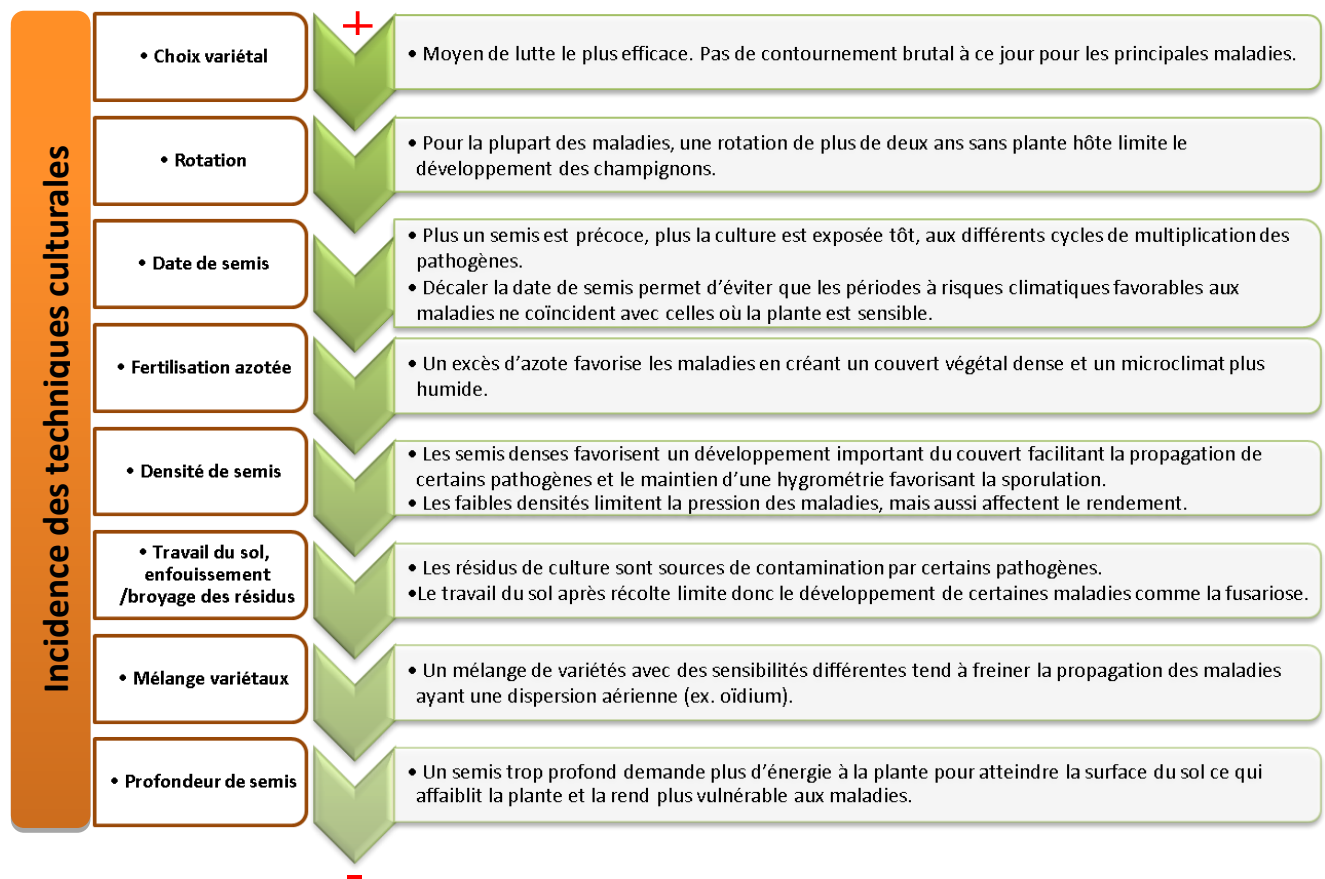 Incidence des techniques culturales
+
• Choix variétal
• Moyen de lutte le plus efficace. Pas de contournement brutal à ce jour pour les principales maladies.
• Rotation
• Pour la plupart des maladies, une rotation de plus de deux ans sans plante hôte limite le
développement des champignons.
• Date de semis
• Plus un semis est précoce, plus la culture est exposée tôt, aux différents cycles de multiplication des
pathogènes.
• Décaler la date de semis permet d'éviter que les périodes à risques climatiques favorables aux
maladies ne coïncident avec celles où la plante est sensible.
• Fertilisation azotée
• Un excès d'azote favorise les maladies en créant un couvert végétal dense et un microclimat plus
humide.
• Densité de semis
• Les semis denses favorisent un développement important du couvert facilitant la propagation de
certains pathogènes et le maintien d'une hygrométrie favorisant la sporulation.
• Les faibles densités limitent la pression des maladies, mais aussi affectent le rendement.
• Travail du sol,
enfouissement
/broyage des résidus
• Les résidus de culture sont sources de contamination par certains pathogènes.
•Le travail du sol après récolte limite donc le développement de certaines maladies comme la fusariose.
• Mélange variétaux
• Un mélange de variétés avec des sensibilités différentes tend à freiner la propagation des maladies
ayant une dispersion aérienne (ex. oïdium).
• Profondeur de semis
• Un semis trop profond demande plus d'énergie à la plante pour atteindre la surface du sol ce qui
affaiblit la plante et la rend plus vulnérable aux maladies.
-